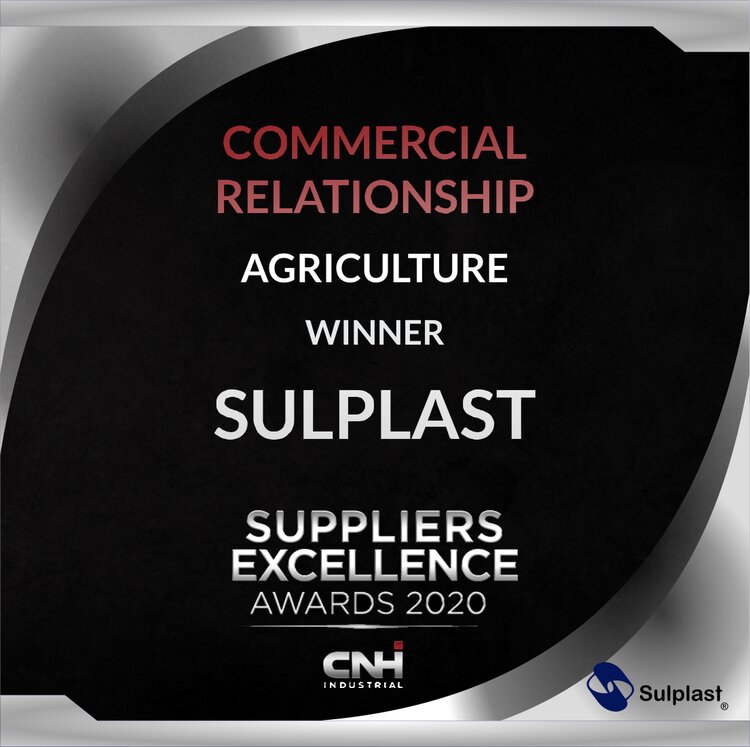 COMMERCIAL
RELATIONSHIP
AGRICULTURE
WINNER
SULPLAST
SUPPLIERS
EXCELLENCE
AWARDS 2020
CNH
INDUSTRIAL
Sulplast®